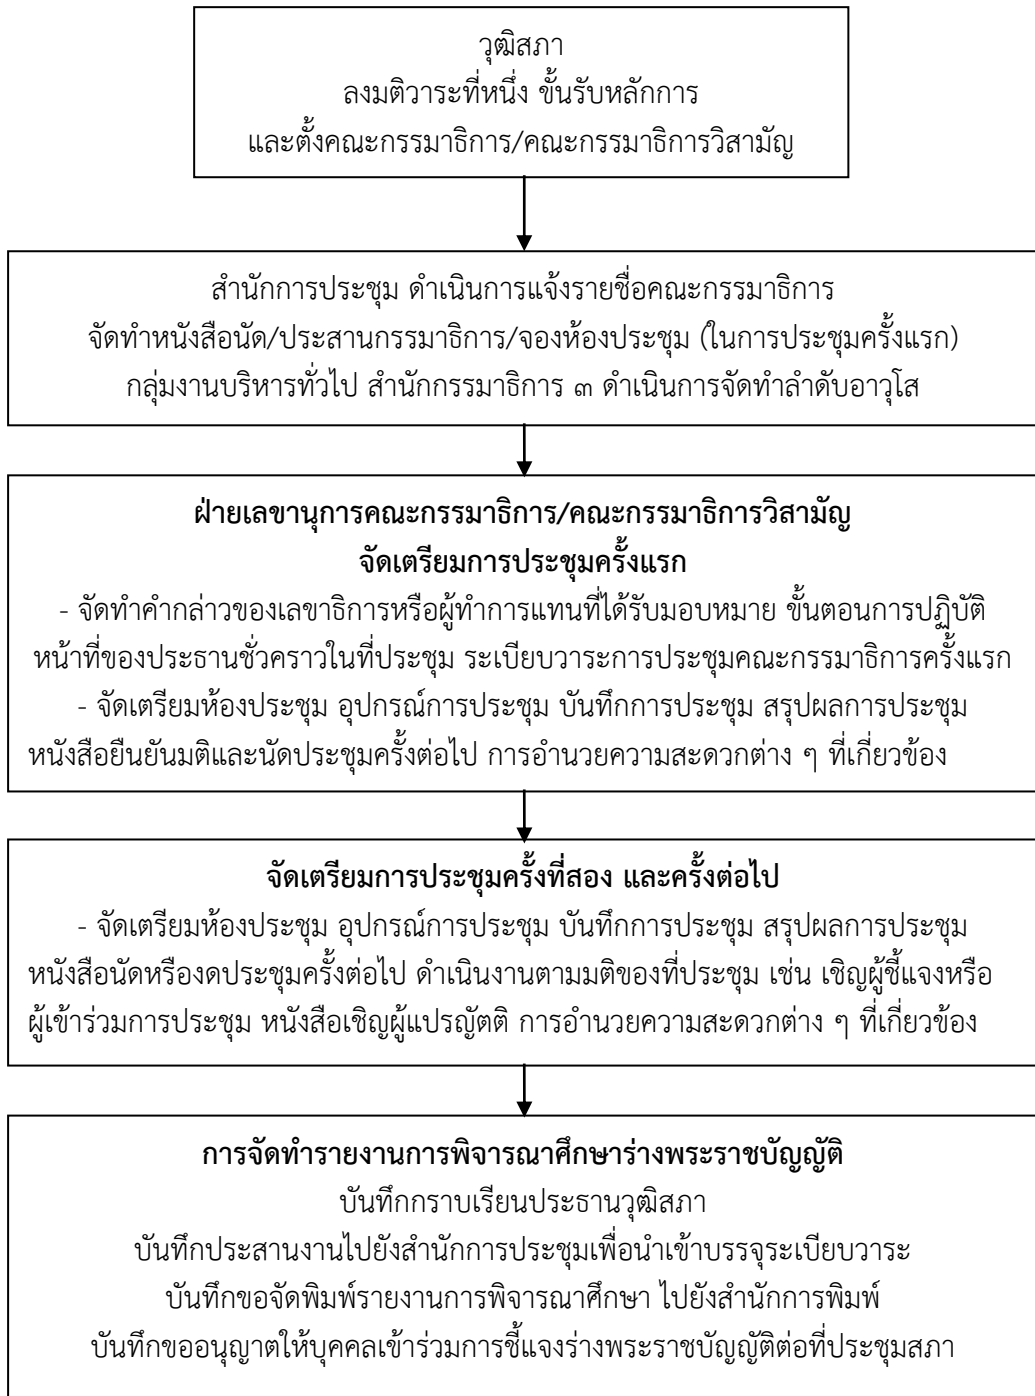 วุฒิสภา
ลงมติวาระที่หนึ่ง ขั้นรับหลักการ
และตั้งคณะกรรมาธิการ/คณะกรรมาธิการวิสามัญ
สำนักการประชุม ดำเนินการแจ้งรายชื่อคณะกรรมาธิการ
จัดทำหนังสือนัด/ประสานกรรมาธิการ/จองห้องประชุม (ในการประชุมครั้งแรก)
กลุ่มงานบริหารทั่วไป สำนักกรรมาธิการ ๓ ดำเนินการจัดทำลำดับอาวุโส
ฝ่ายเลขานุการคณะกรรมาธิการ/คณะกรรมาธิการวิสามัญ
จัดเตรียมการประชุมครั้งแรก
- จัดทำคำกล่าวของเลขาธิการหรือผู้ทำการแทนที่ได้รับมอบหมาย ขั้นตอนการปฏิบัติ
หน้าที่ของประธานชั่วคราวในที่ประชุม ระเบียบวาระการประชุมคณะกรรมาธิการครั้งแรก
- จัดเตรียมห้องประชุม อุปกรณ์การประชุม บันทึกการประชุม สรุปผลการประชุม
หนังสือยืนยันมติและนัดประชุมครั้งต่อไป การอำนวยความสะดวกต่าง ๆ ที่เกี่ยวข้อง
จัดเตรียมการประชุมครั้งที่สอง และครั้งต่อไป
- จัดเตรียมห้องประชุม อุปกรณ์การประชุม บันทึกการประชุม สรุปผลการประชุม
หนังสือนัดหรืองดประชุมครั้งต่อไป ดำเนินงานตามมติของที่ประชุม เช่น เชิญผู้ชี้แจงหรือ
ผู้เข้าร่วมการประชุม หนังสือเชิญผู้แปรญัตติ การอำนวยความสะดวกต่าง ๆ ที่เกี่ยวข้อง
การจัดทำรายงานการพิจารณาศึกษาร่างพระราชบัญญัติ
บันทึกกราบเรียนประธานวุฒิสภา
บันทึกประสานงานไปยังสำนักการประชุมเพื่อนำเข้าบรรจุระเบียบวาระ
บันทึกขอจัดพิมพ์รายงานการพิจารณาศึกษา ไปยังสำนักการพิมพ์
บันทึกขออนุญาตให้บุคคลเข้าร่วมการชี้แจงร่างพระราชบัญญัติต่อที่ประชุมสภา